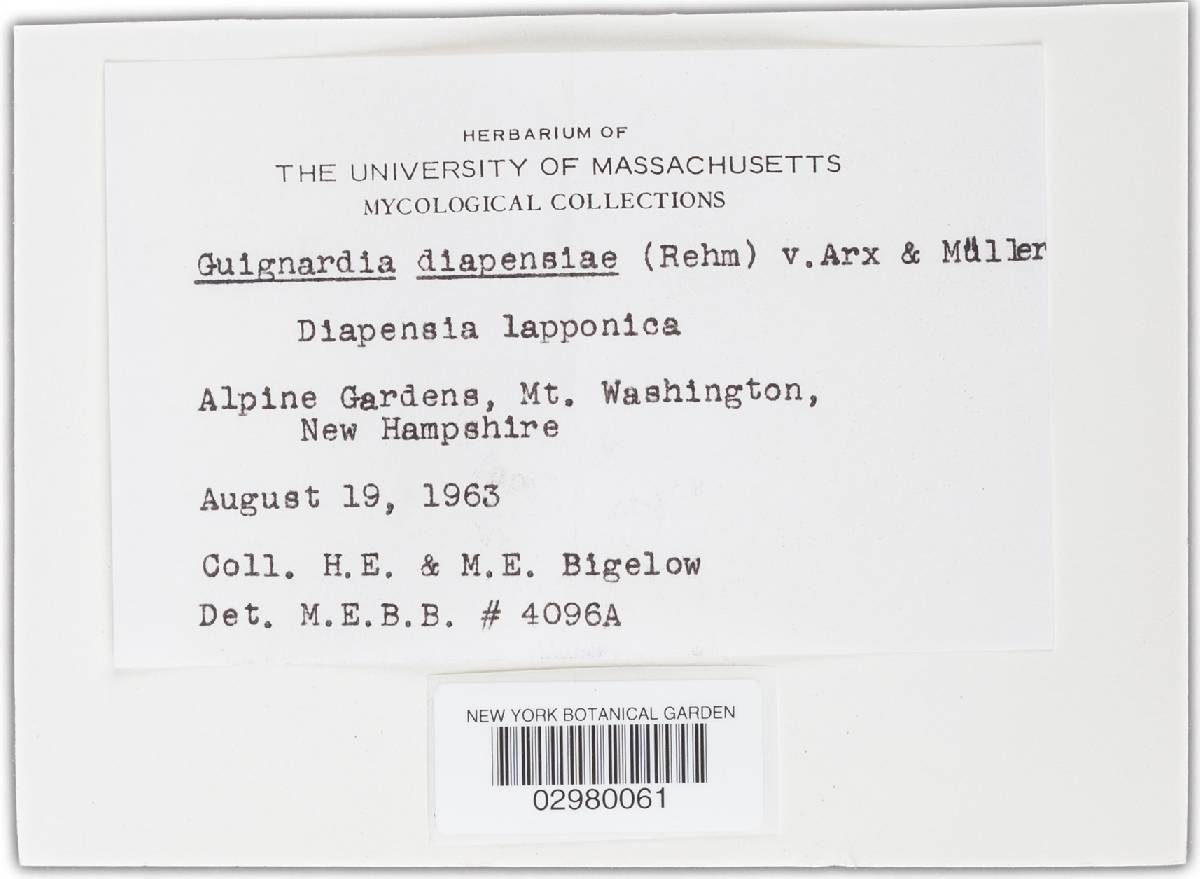 HERBARIUM OF
THE UNIVERSITY OF MASSACHUSETTS
MYCOLOGICAL COLLECTIONS
Guignardia diapensiae (Rehm) v.Arx & Müller
Diapensia lapponica
Alpine Gardens, Mt. Washington,
New Hampshire
August 19, 1963
Coll. H.E. & M.E. Bigelow
Det. M.E.B.B. # 4096A
NEW YORK BOTANICAL GARDEN
02980061